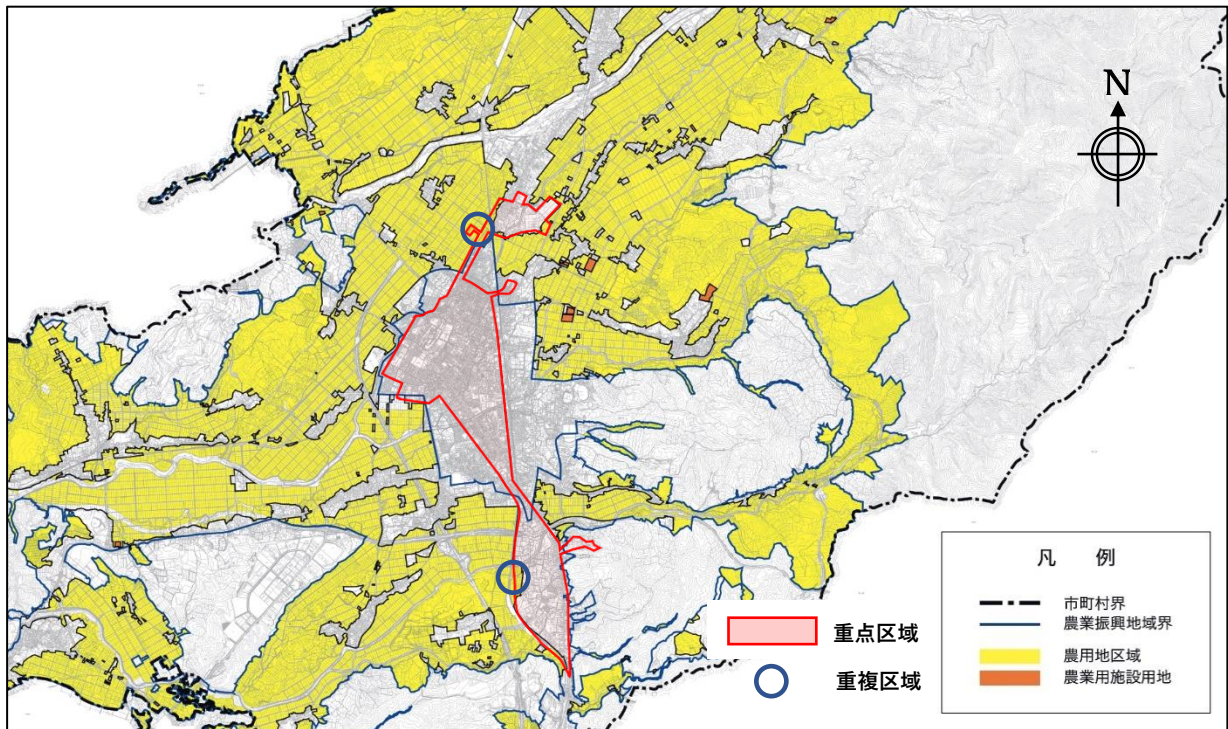 N
重点区域
重複区域
凡 例
市町村界
農業振興地域界
農用地区域
農業用施設用地